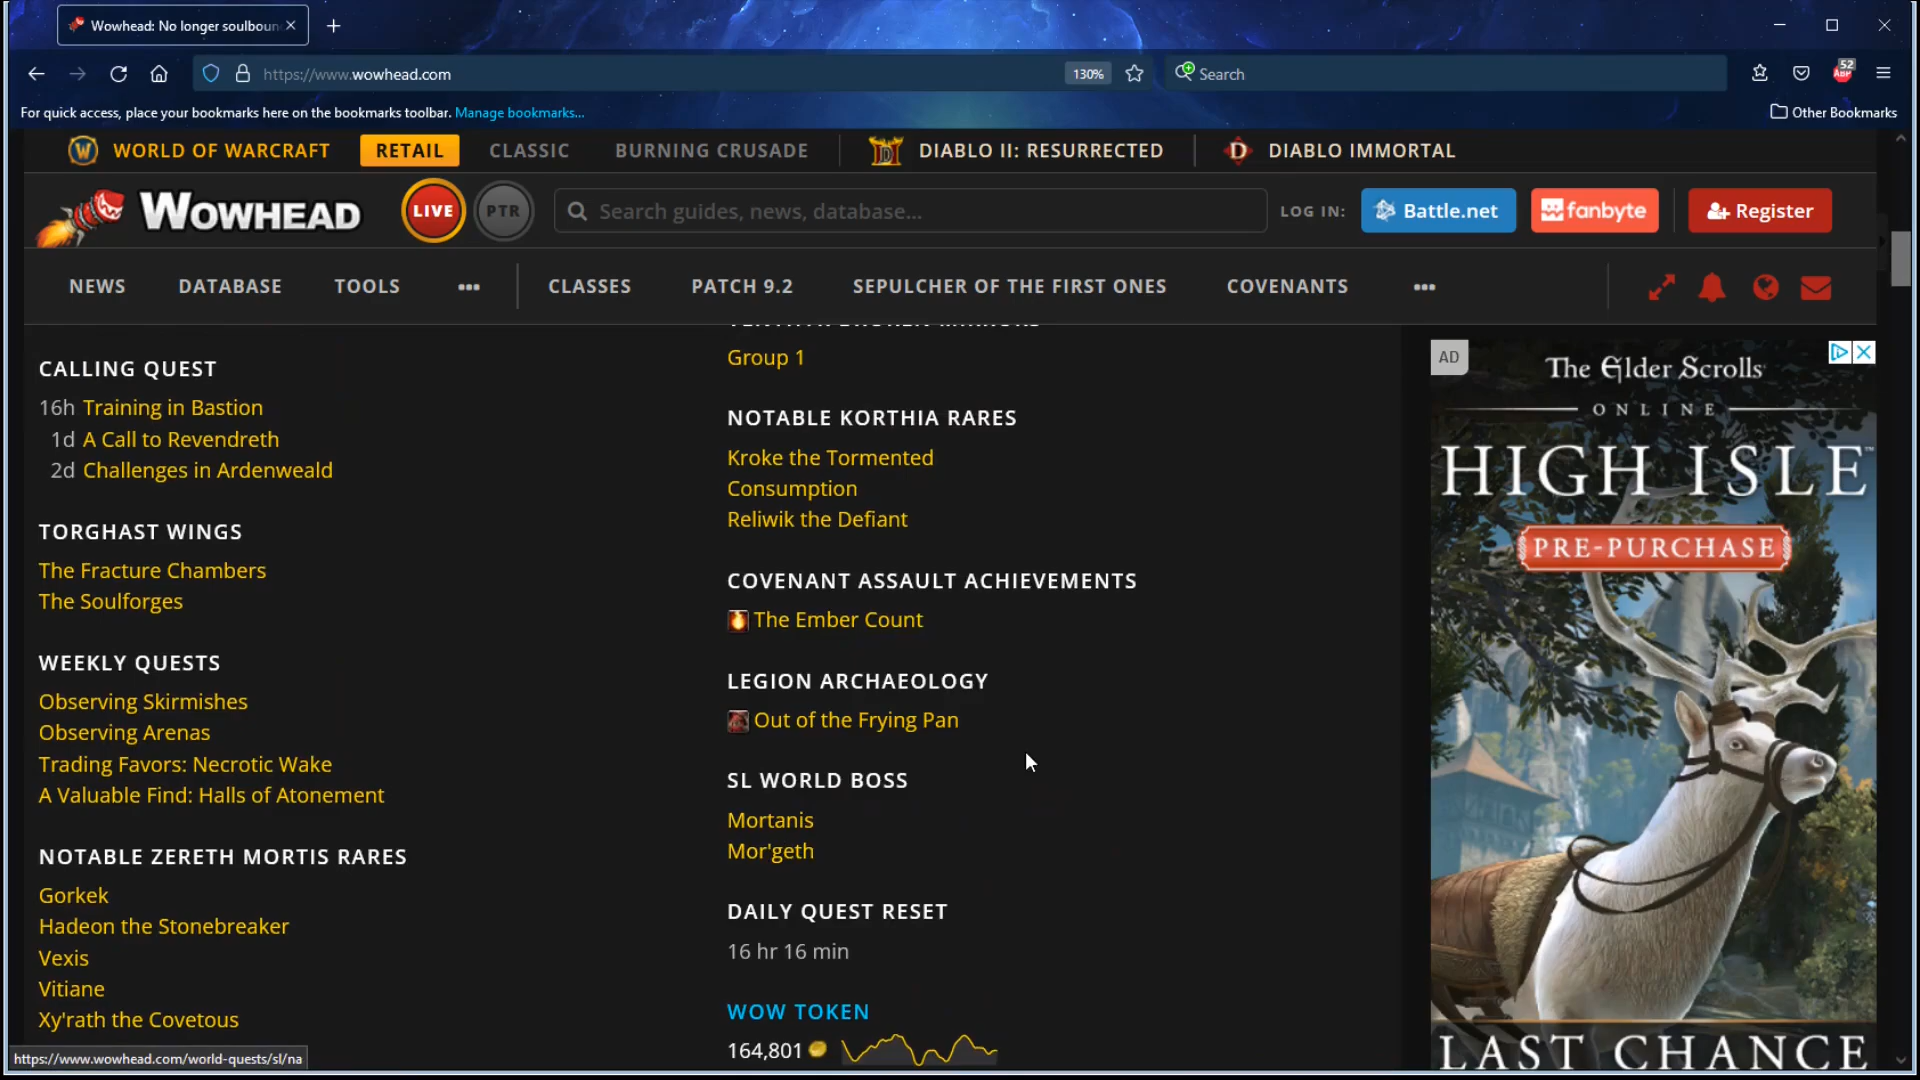 Wowhead: No longer soulboun
https://www.wowhead.com
130%
Search
52
ABP
For quick access, place your bookmarks here on the bookmarks toolbar. Manage bookmarks...
Other Bookmarks
WORLD OF WARCRAFT
RETAIL
CLASSIC
BURNING CRUSADE
DIABLO II: RESURRECTED
DIABLO IMMORTAL
WOWHEAD
LIVE
PTR
Search guides, news, database...
LOG IN:
Battle.net
fanbyte
Register
NEWS
DATABASE
TOOLS
CLASSES
PATCH 9.2
SEPULCHER OF THE FIRST ONES
COVENANTS
CALLING QUEST
16h Training in Bastion
1d A Call to Revendreth
2d Challenges in Ardenweald
TORGHAST WINGS
The Fracture Chambers
The Soulforges
WEEKLY QUESTS
Observing Skirmishes
Observing Arenas
Trading Favors: Necrotic Wake
A Valuable Find: Halls of Atonement
NOTABLE ZERETH MORTIS RARES
Gorkek
Hadeon the Stonebreaker
Vexis
Vitiane
Xy'rath the Covetous
https://www.wowhead.com/world-quests/sl/na
Group 1
NOTABLE KORTHIA RARES
Kroke the Tormented
Consumption
Reliwik the Defiant
COVENANT ASSAULT ACHIEVEMENTS
The Ember Count
LEGION ARCHAEOLOGY
Out of the Frying Pan
SL WORLD BOSS
Mortanis
Mor'geth
DAILY QUEST RESET
16 hr 16 min
WOW TOKEN
164,801
AD
The Elder Scrolls
ONLINE
HIGH ISLE™
PRE-PURCHASE
LAST CHANCE